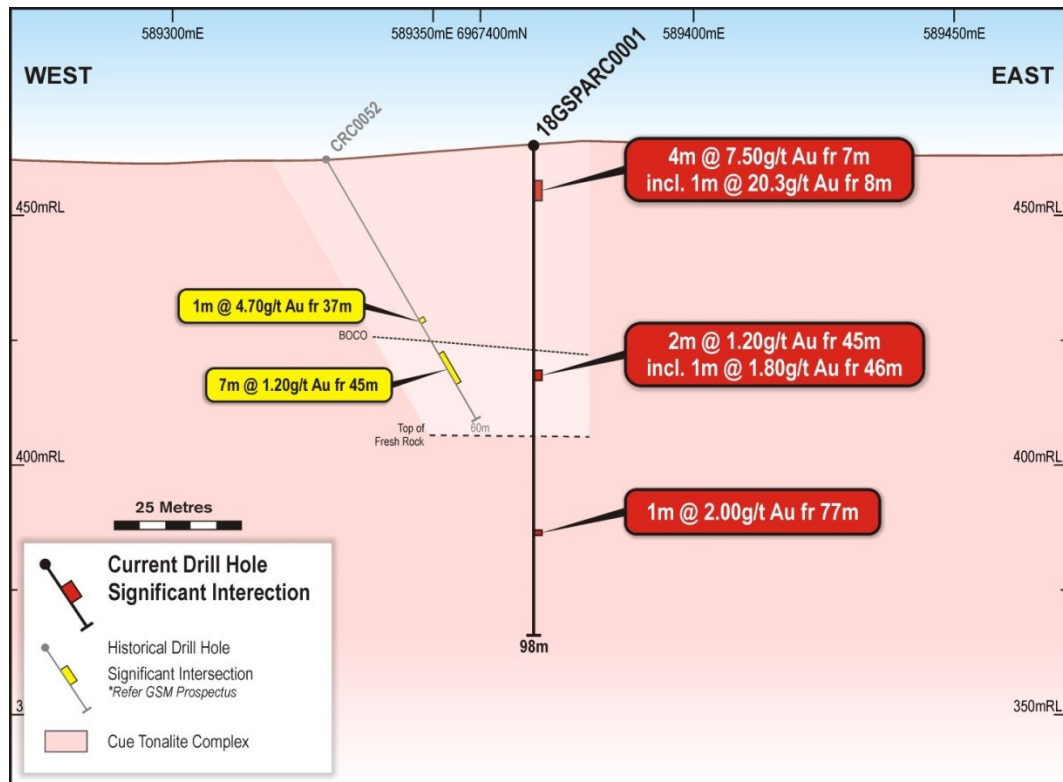 589300mE
589350mE 6967400mN
589400mE
589450mE
WEST
EAST
CRC0052
18GSPARC0001
4m @ 7.50g/t Au fr 7m
incl. 1m @ 20.3g/t Au fr 8m
450mRL
450mRL
1m @ 4.70g/t Au fr 37m
BOCO
2m @ 1.20g/t Au fr 45m
incl. 1m @ 1.80g/t Au fr 46m
7m @ 1.20g/t Au fr 45m
60m
Top of
Fresh Rock
400mRL
400mRL
25 Metres
1m @ 2.00g/t Au fr 77m
Current Drill Hole
Significant Interection
98m
Historical Drill Hole
Significant Intersection
*Refer GSM Prospectus
3
350mRL
Cue Tonalite Complex